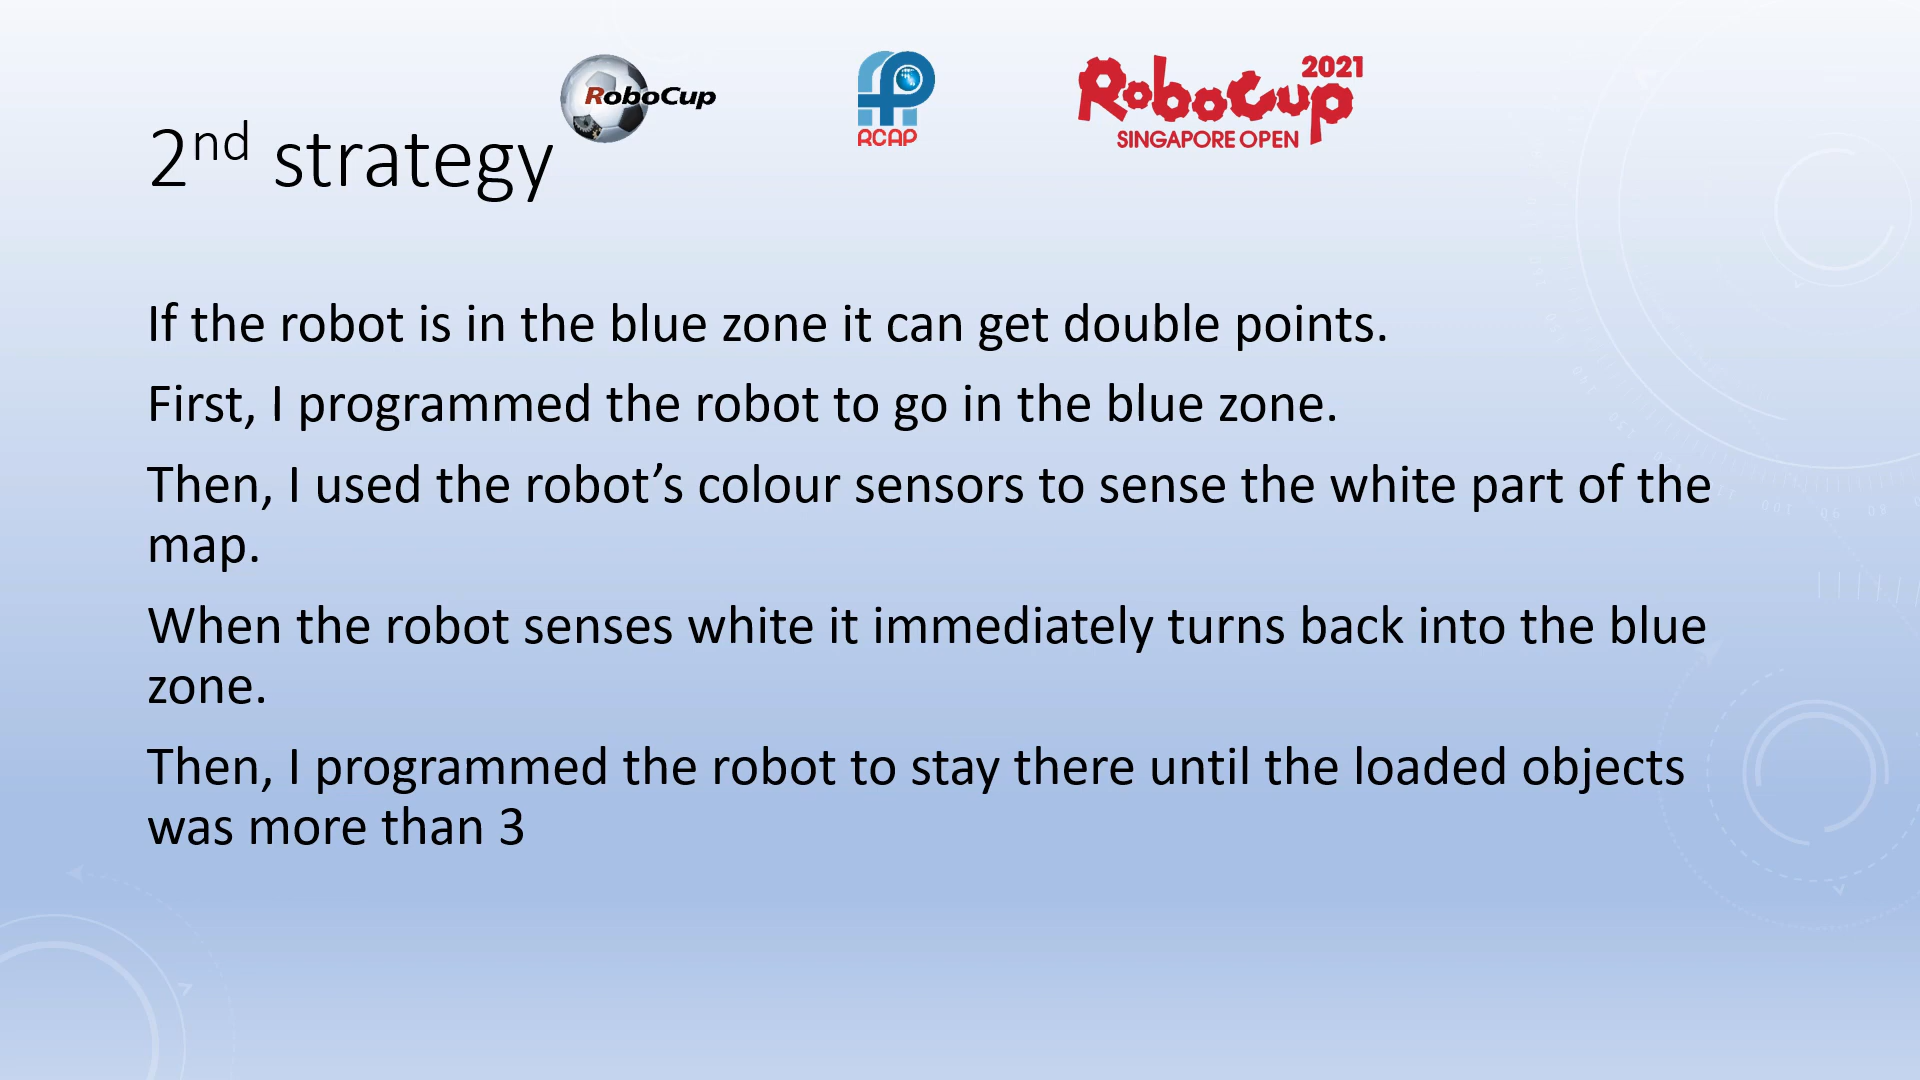 RoboCup
RCAP
RoboCup 2021
SINGAPORE OPEN
2nd strategy
If the robot is in the blue zone it can get double points.
First, I programmed the robot to go in the blue zone.
Then, I used the robot’s colour sensors to sense the white part of the
map.
When the robot senses white it immediately turns back into the blue
zone.
Then, I programmed the robot to stay there until the loaded objects
was more than 3